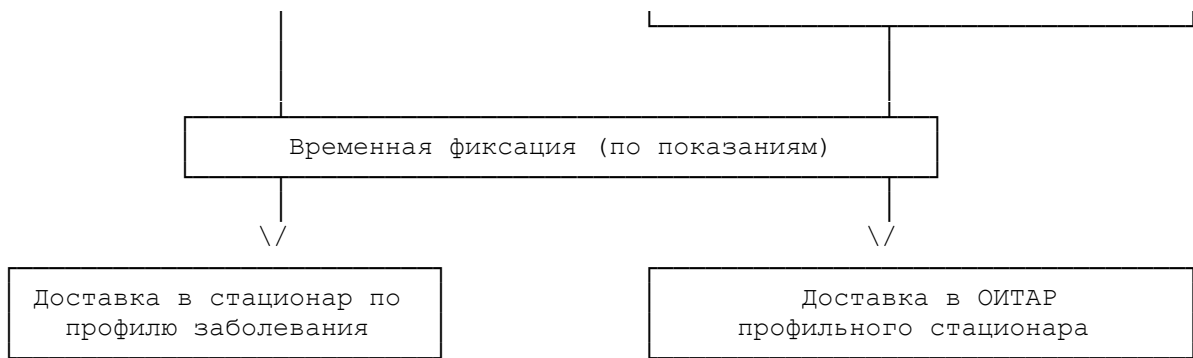 Временная фиксация (по показаниям)
\/ \/
Доставка в стационар по
профилю заболевания
Доставка в ОИТАР
профильного стационара